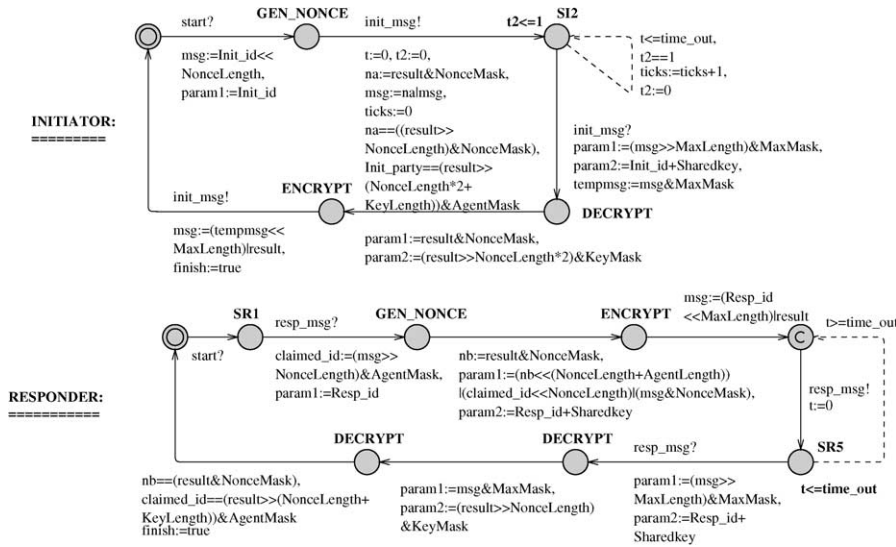 GEN_NONCE
SI2
start?
init_msg!
t2<=1
t<=time_out,
t2==1
ticks:=ticks+1,
t2:=0
msg:=Init_id<<
NonceLength,
param1:=Init_id
t:=0, t2:=0,
na:=result&NonceMask,
msg:=na|msg,
ticks:=0
na==((result>>
NonceLength)&NonceMask),
Init_party==(result>>
(NonceLength*2+
KeyLength))&AgentMask
INITIATOR:
=========
init_msg?
param1:=(msg>>MaxLength)&MaxMask,
param2:=Init_id+Sharedkey,
tempmsg:=msg&MaxMask
init_msg!
ENCRYPT
DECRYPT
msg:=(tempmsg<<
MaxLength)|result,
finish:=true
param1:=result&NonceMask,
param2:=(result>>NonceLength*2)&KeyMask
SR1
resp_msg?
GEN_NONCE
ENCRYPT
msg:=(Resp_id
<<MaxLength)|result
t>=time_out
C
start?
claimed_id:=(msg>>
NonceLength)&AgentMask,
param1:=Resp_id
nb:=result&NonceMask,
param1:=(nb<<(NonceLength+AgentLength))
|(claimed_id<<NonceLength)|(msg&NonceMask),
param2:=Resp_id+Sharedkey
resp_msg!
t:=0
RESPONDER:
===========
DECRYPT
DECRYPT
resp_msg?
SR5
t<=time_out
nb==(result&NonceMask),
claimed_id==(result>>(NonceLength+
KeyLength))&AgentMask
finish:=true
param1:=msg&MaxMask,
param2:=(result>>NonceLength)
&KeyMask
param1:=(msg>>
MaxLength)&MaxMask,
param2:=Resp_id+
Sharedkey